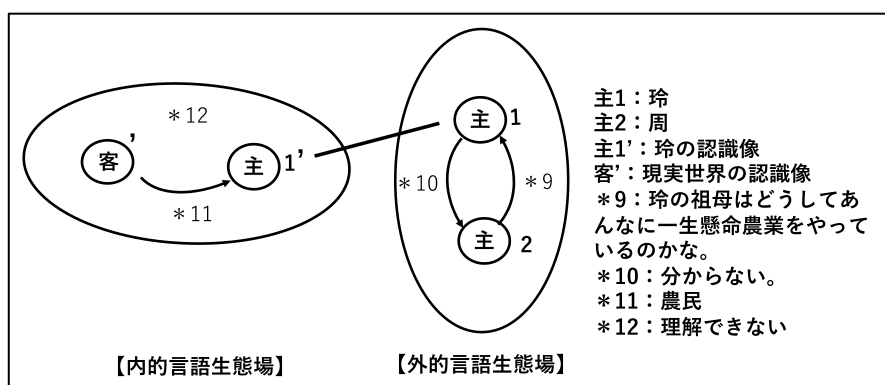 ＊12
客’
主1’
＊11
主1
＊10
＊9
主2
【内的言語生態場】
【外的言語生態場】
主1：玲
主2：周
主1’：玲の認識像
客’：現実世界の認識像
＊9：玲の祖母はどうしてあ
んなに一生懸命農業をやって
いるのかな。
＊10：分からない。
＊11：農民
＊12：理解できない